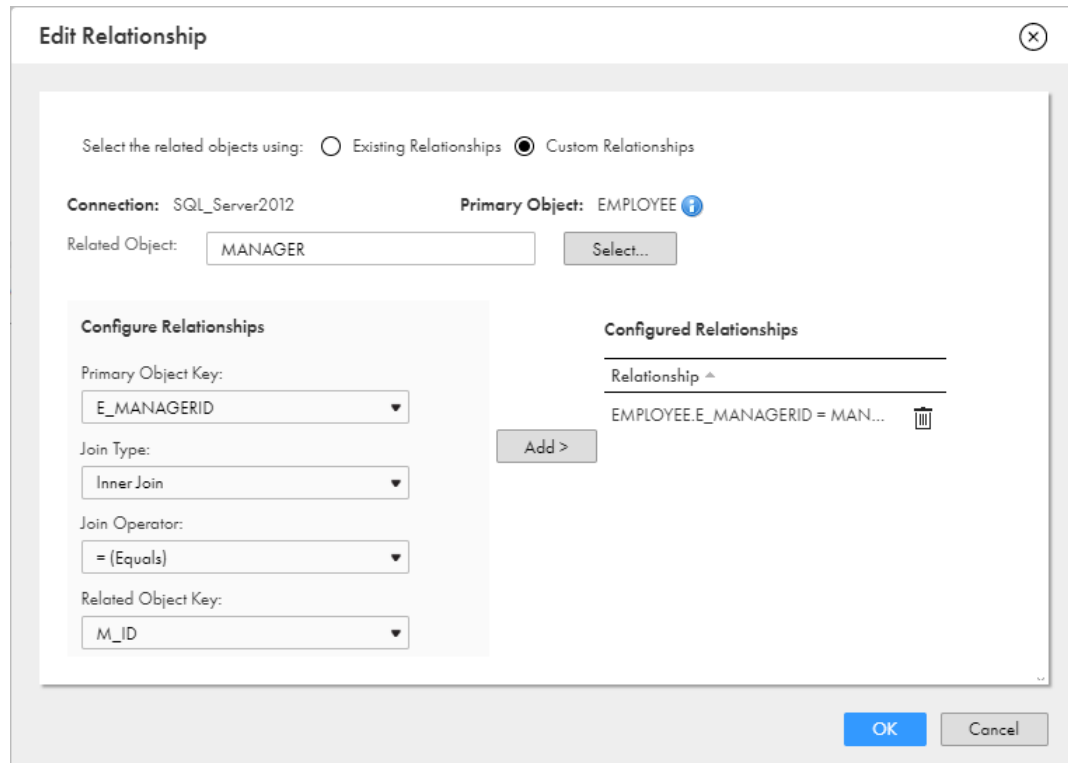 Edit Relationship
Select the related objects using: Existing Relationships Custom Relationships
Connection: SQL_Server2012 Primary Object: EMPLOYEE
Related Object: MANAGER Select...
Configure Relationships
Configured Relationships
Primary Object Key:
Relationship
E_MANAGERID
EMPLOYEE.E_MANAGERID = MAN...
Join Type:
Add >
Inner Join
Join Operator:
= (Equals)
Related Object Key:
M_ID
OK Cancel